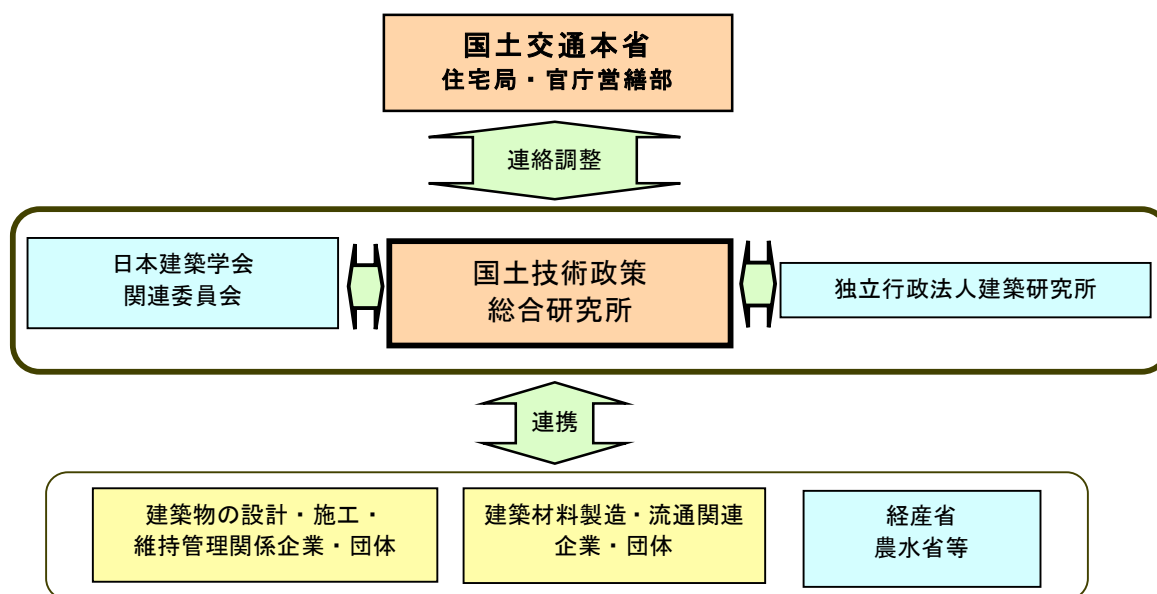 国土交通本省
住宅局・官庁営繕部
連絡調整
日本建築学会
関連委員会
国土技術政策
総合研究所
独立行政法人建築研究所
連携
建築物の設計・施工・
維持管理関係企業・団体
建築材料製造・流通関連
企業・団体
経産省
農水省等